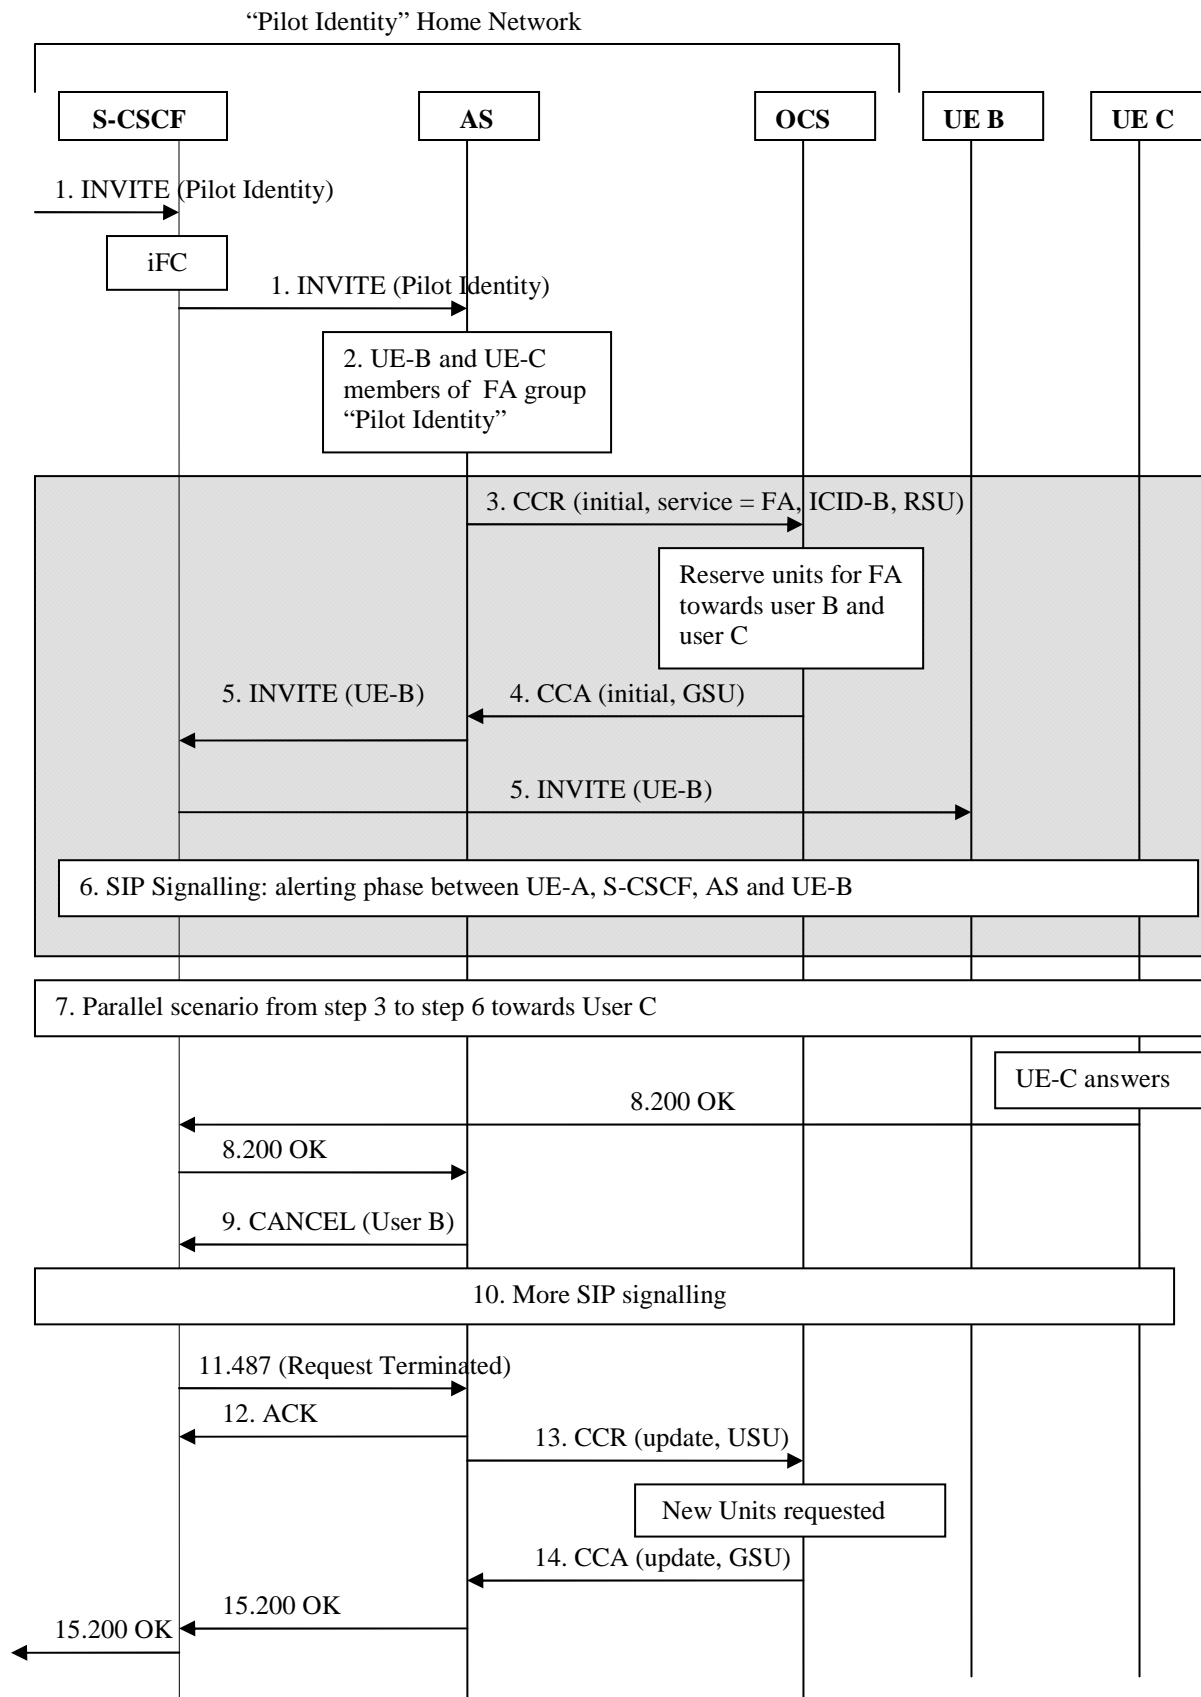 “Pilot Identity” Home Network
S-CSCF
AS
OCS
UE B
UE C
1. INVITE (Pilot Identity)
iFC
1. INVITE (Pilot Identity)
2. UE-B and UE-C
members of FA group
“Pilot Identity”
3. CCR (initial, service = FA, ICID-B, RSU)
Reserve units for FA
towards user B and
user C
5. INVITE (UE-B)
4. CCA (initial, GSU)
5. INVITE (UE-B)
6. SIP Signalling: alerting phase between UE-A, S-CSCF, AS and UE-B
7. Parallel scenario from step 3 to step 6 towards User C
UE-C answers
8.200 OK
8.200 OK
9. CANCEL (User B)
10. More SIP signalling
11.487 (Request Terminated)
12. ACK
13. CCR (update, USU)
New Units requested
14. CCA (update, GSU)
15.200 OK
15.200 OK